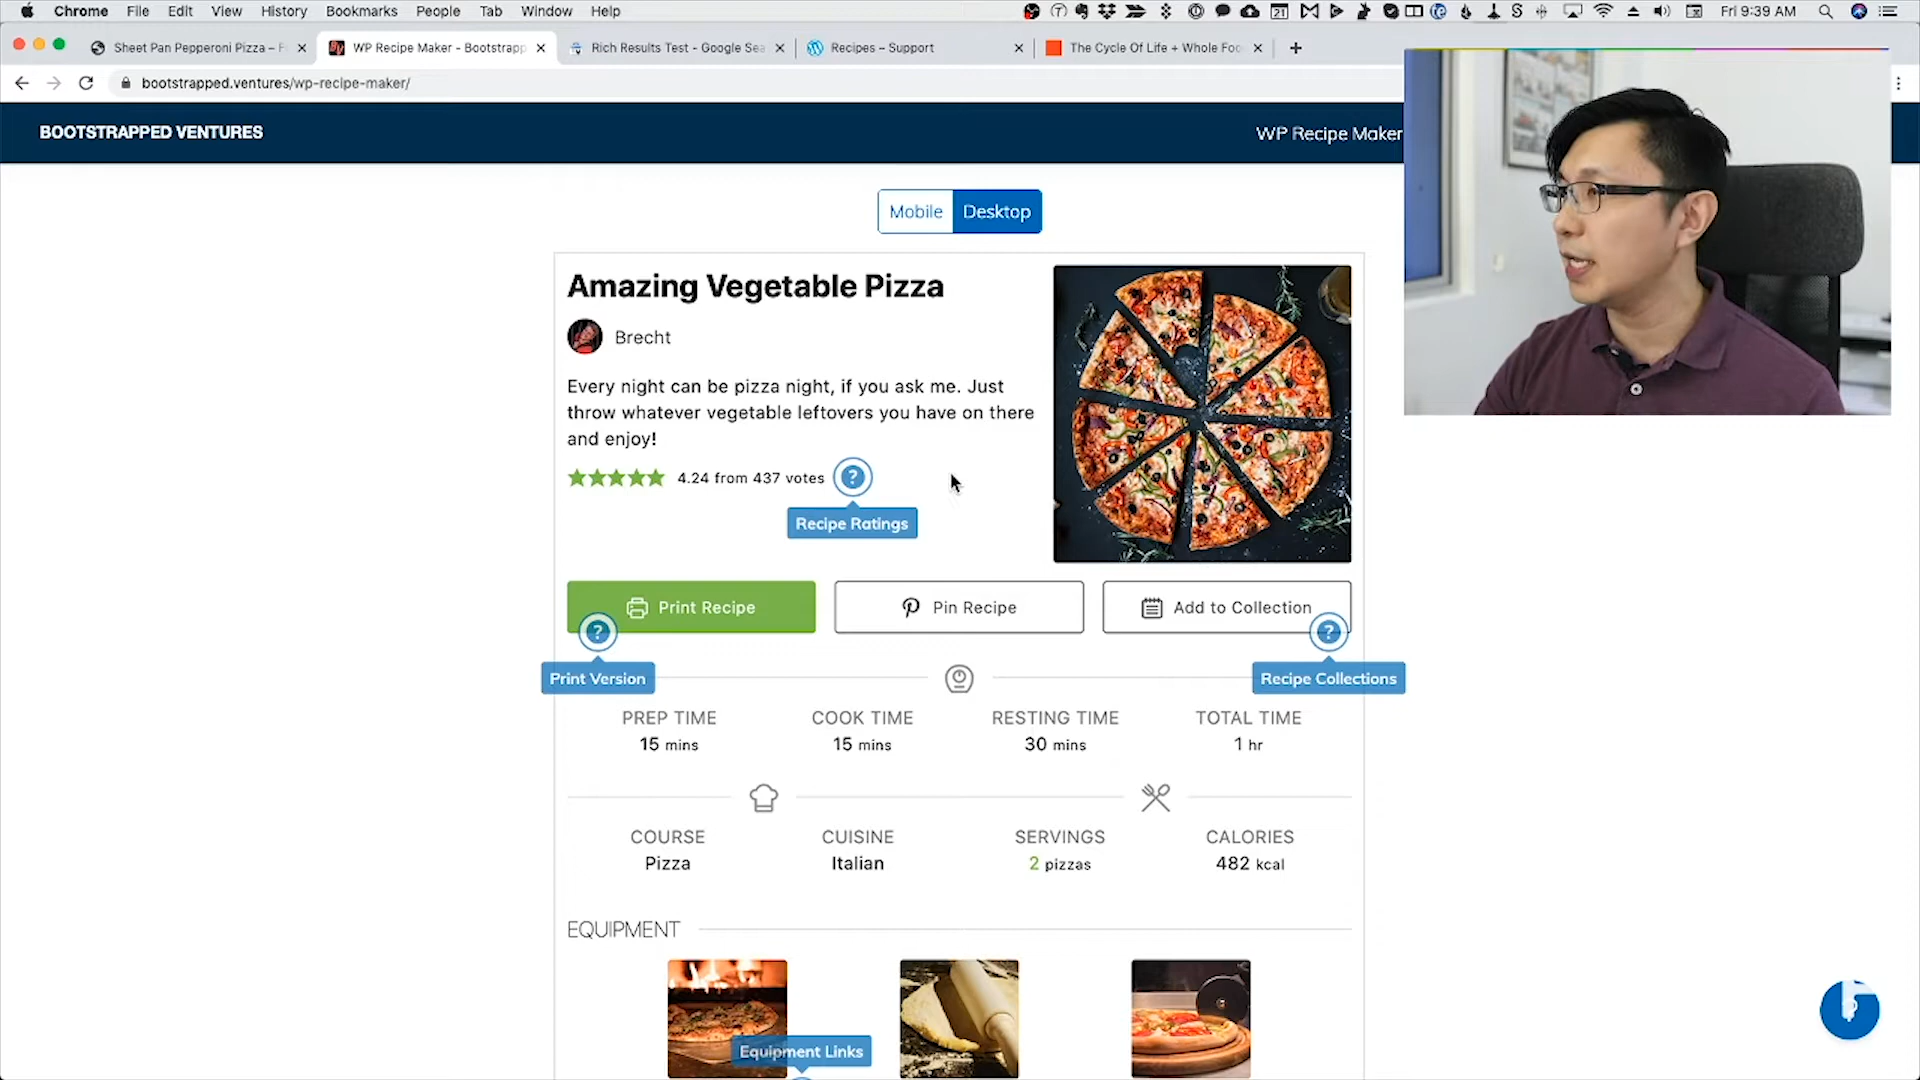 Chrome File Edit View History Bookmarks People Tab Window Help
21 S Fri 9:39 AM
Sheet Pan Pepperoni Pizza – F
WP Recipe Maker - Bootstrapp
Rich Results Test - Google Sea
Recipes – Support
The Cycle Of Life + Whole Foo
bootstrapped.ventures/wp-recipe-maker/
BOOTSTRAPPED VENTURES
WP Recipe Maker
Mobile Desktop
Amazing Vegetable Pizza
Brecht
Every night can be pizza night, if you ask me. Just
throw whatever vegetable leftovers you have on there
and enjoy!
4.24 from 437 votes ?
Recipe Ratings
Print Recipe Pin Recipe Add to Collection
? ?
Print Version Recipe Collections
PREP TIME COOK TIME RESTING TIME TOTAL TIME
15 mins 15 mins 30 mins 1 hr
COURSE CUISINE SERVINGS CALORIES
Pizza Italian 2 pizzas 482 kcal
EQUIPMENT
Equipment Links